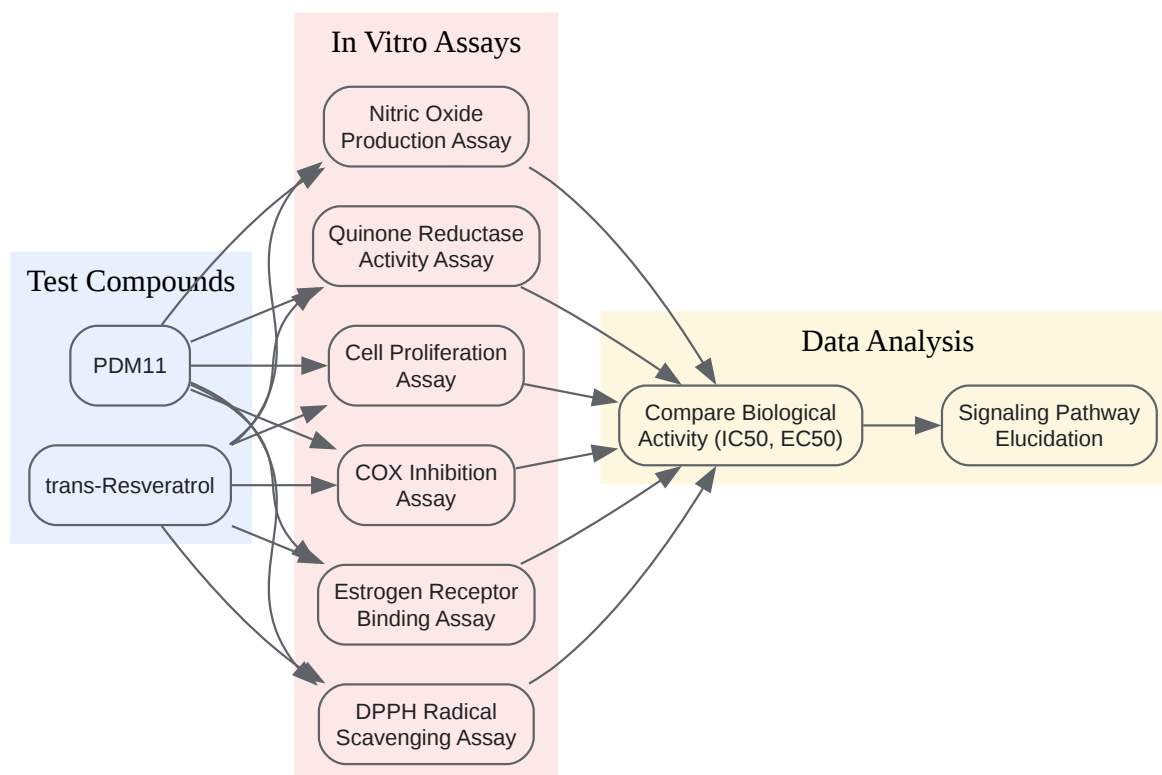 Test Compounds
PDM11
trans-Resveratrol
In Vitro Assays
Nitric Oxide
Production Assay
Quinone Reductase
Activity Assay
Cell Proliferation
Assay
COX Inhibition
Assay
Estrogen Receptor
Binding Assay
DPPH Radical
Scavenging Assay
Data Analysis
Compare Biological
Activity (IC50, EC50)
Signaling Pathway
Elucidation